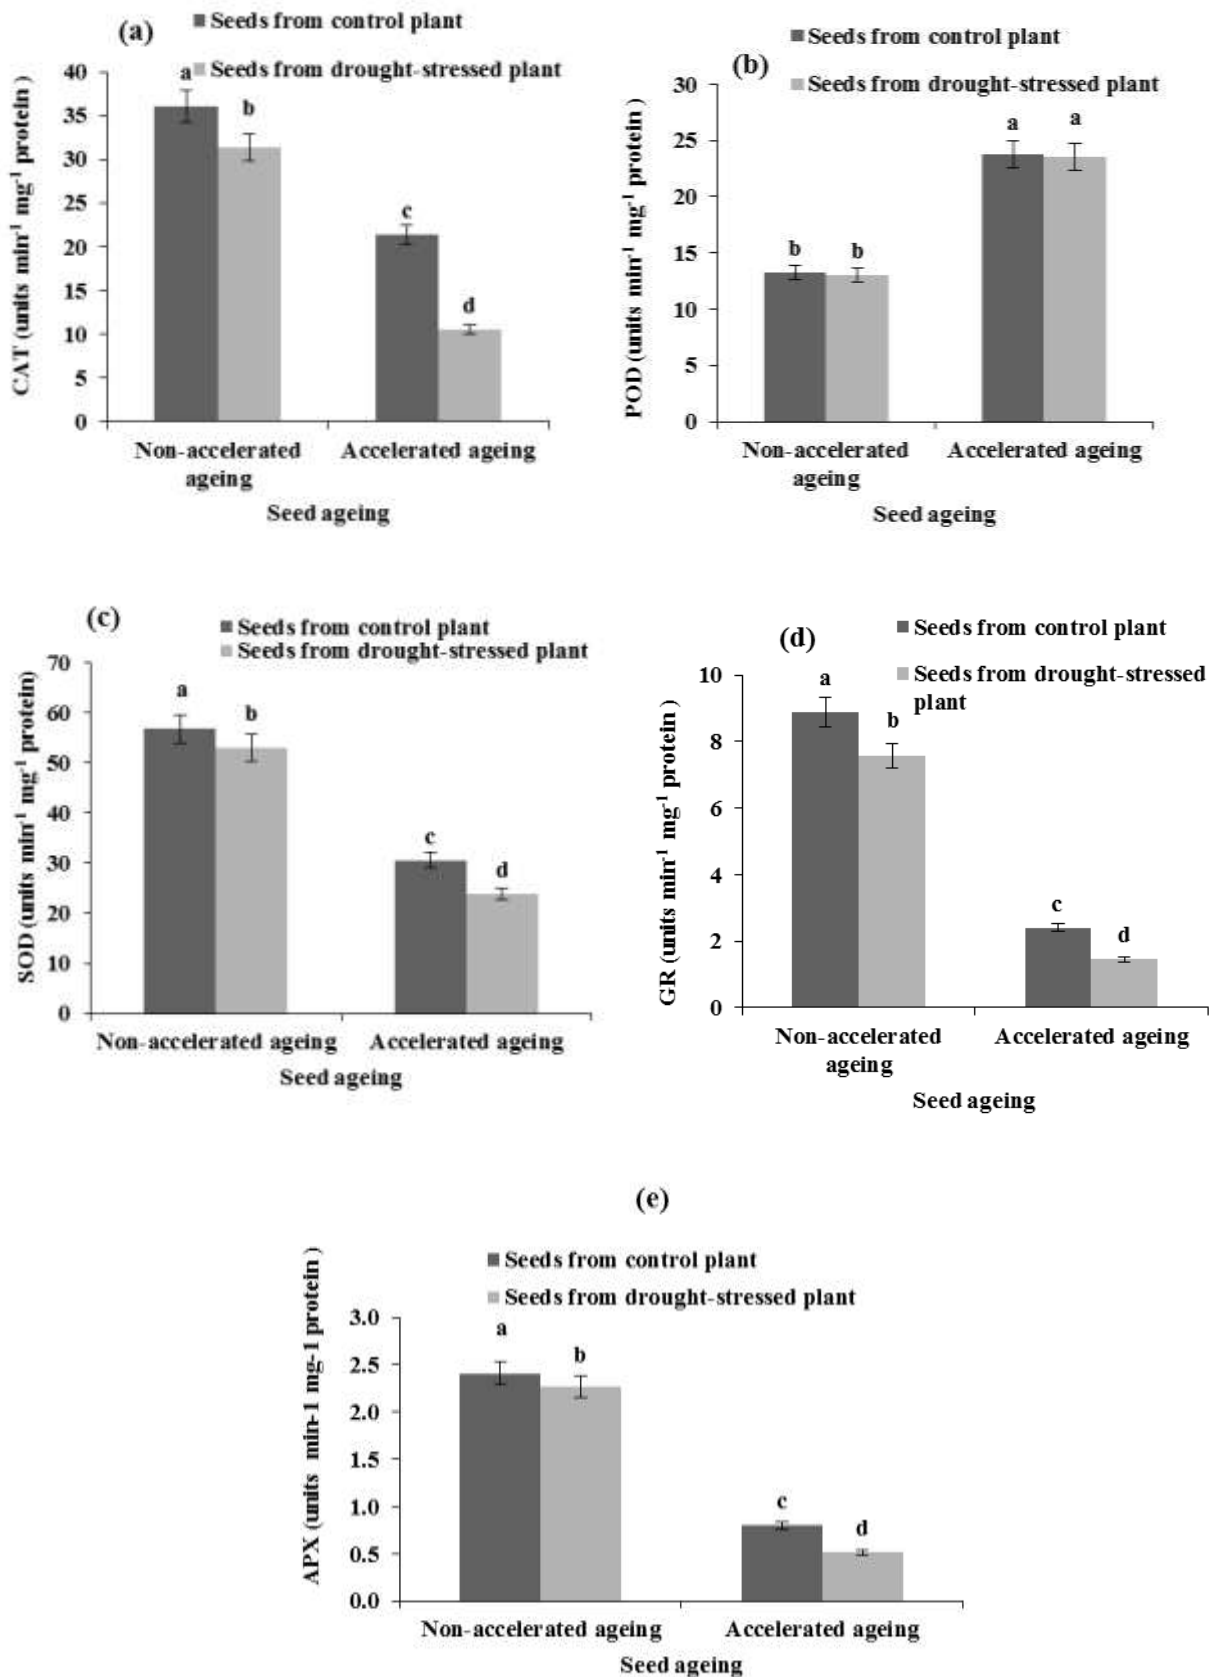 (a)
Seeds from control plant
Seeds from drought-stressed plant
CAT (units min-1 mg-1 protein)
40
35
30
25
20
15
10
5
0
a
b
c
d
Non-accelerated
ageing
Accelerated ageing
Seed ageing
(b)
Seeds from control plant
Seeds from drought-stressed plant
POD (units min-1 mg-1 protein)
30
25
20
15
10
5
0
b
b
a
a
Non-accelerated
ageing
Accelerated ageing
Seed ageing
(c)
Seeds from control plant
Seeds from drought-stressed plant
SOD (units min-1 mg-1 protein)
70
60
50
40
30
20
10
0
a
b
c
d
Non-accelerated ageing
Accelerated ageing
Seed ageing
(d)
Seeds from control plant
Seeds from drought-stressed
plant
GR (units min-1 mg-1 protein )
10
8
6
4
2
0
a
b
c
d
Non-accelerated
ageing
Accelerated ageing
Seed ageing
(e)
Seeds from control plant
Seeds from drought-stressed plant
APX (units min-1 mg-1 protein )
3.0
2.5
2.0
1.5
1.0
0.5
0.0
a
b
c
d
Non-accelerated ageing
Accelerated ageing
Seed ageing